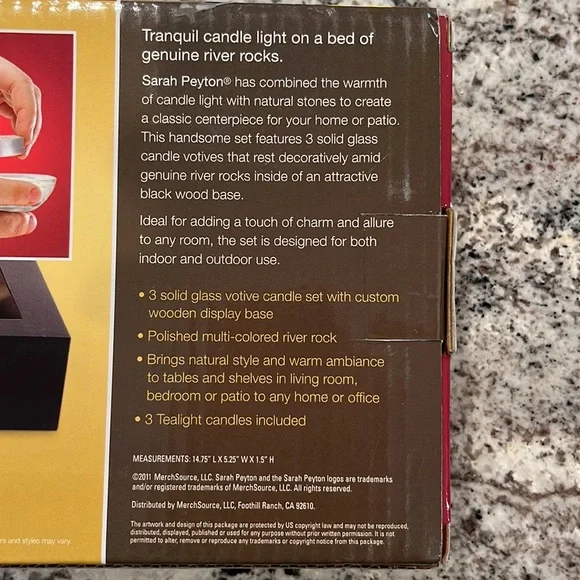 Tranquil candle light on a bed of
genuine river rocks.
Sarah Peyton® has combined the warmth
of candle light with natural stones to create
a classic centerpiece for your home or patio.
This handsome set features 3 solid glass
candle votives that rest decoratively amid
genuine river rocks inside of an attractive
black wood base.
Ideal for adding a touch of charm and allure
to any room, the set is designed for both
indoor and outdoor use.
• 3 solid glass votive candle set with custom
wooden display base
• Polished multi-colored river rock
• Brings natural style and warm ambiance
to tables and shelves in living room,
bedroom or patio to any home or office
• 3 Tealight candles included
MEASUREMENTS: 14.75" L X 5.25" W X 1.5" H
©2011 MerchSource, LLC. Sarah Peyton and the Sarah Peyton logos are trademarks
and/or registered trademarks of MerchSource, LLC. All rights reserved.
Distributed by MerchSource, LLC, Foothill Ranch, CA 92610.
The artwork and design of this package are protected by US copyright law and may not be reproduced,
distributed, displayed, published or used for any purpose without prior written permission. It is not
permitted to alter, remove or reproduce any trademarks or copyright notice from this package.
and styles may vary.